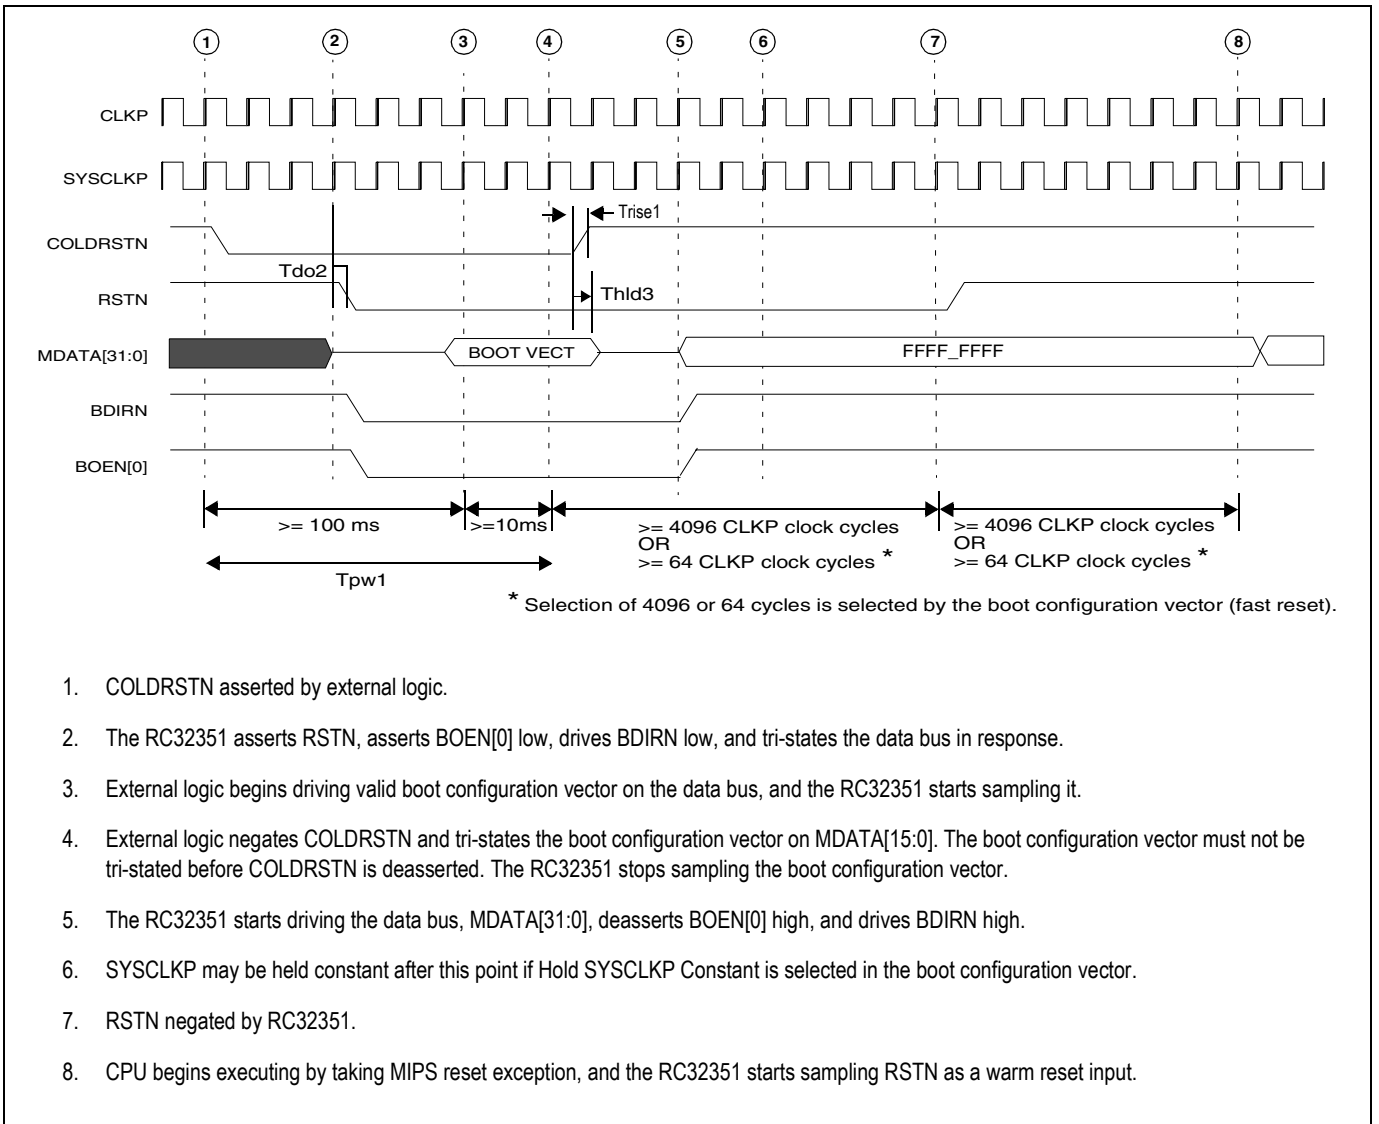 1 2 3 4 5 6 7 8
CLKP
SYSCLKP
Trise1
COLDRSTN
Tdo2
RSTN
Thld3
MDATA[31:0]
BOOT VECT
FFFF_FFFF
BDIRN
BOEN[0]
>= 100 ms
>=10ms
>= 4096 CLKP clock cycles
OR
>= 64 CLKP clock cycles *
>= 4096 CLKP clock cycles
OR
>= 64 CLKP clock cycles *
Tpw1
* Selection of 4096 or 64 cycles is selected by the boot configuration vector (fast reset).
1. COLDRSTN asserted by external logic.
2. The RC32351 asserts RSTN, asserts BOEN[0] low, drives BDIRN low, and tri-states the data bus in response.
3. External logic begins driving valid boot configuration vector on the data bus, and the RC32351 starts sampling it.
4. External logic negates COLDRSTN and tri-states the boot configuration vector on MDATA[15:0]. The boot configuration vector must not be
tri-stated before COLDRSTN is deasserted. The RC32351 stops sampling the boot configuration vector.
5. The RC32351 starts driving the data bus, MDATA[31:0], deasserts BOEN[0] high, and drives BDIRN high.
6. SYSCLKP may be held constant after this point if Hold SYSCLKP Constant is selected in the boot configuration vector.
7. RSTN negated by RC32351.
8. CPU begins executing by taking MIPS reset exception, and the RC32351 starts sampling RSTN as a warm reset input.